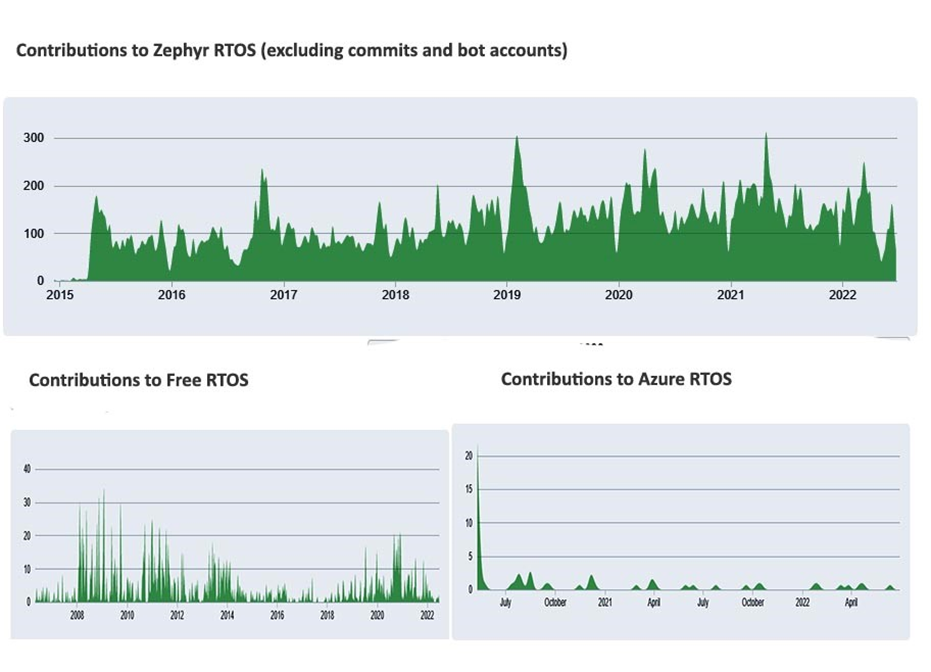 Contributions to Zephyr RTOS (excluding commits and bot accounts)
300
200
100
0
2015 2016 2017 2018 2019 2020 2021 2022
Contributions to Free RTOS
40
30
20
10
0
2008 2010 2012 2014 2016 2018 2020 2022
Contributions to Azure RTOS
20
15
10
5
0
July October 2021 April July October 2022 April